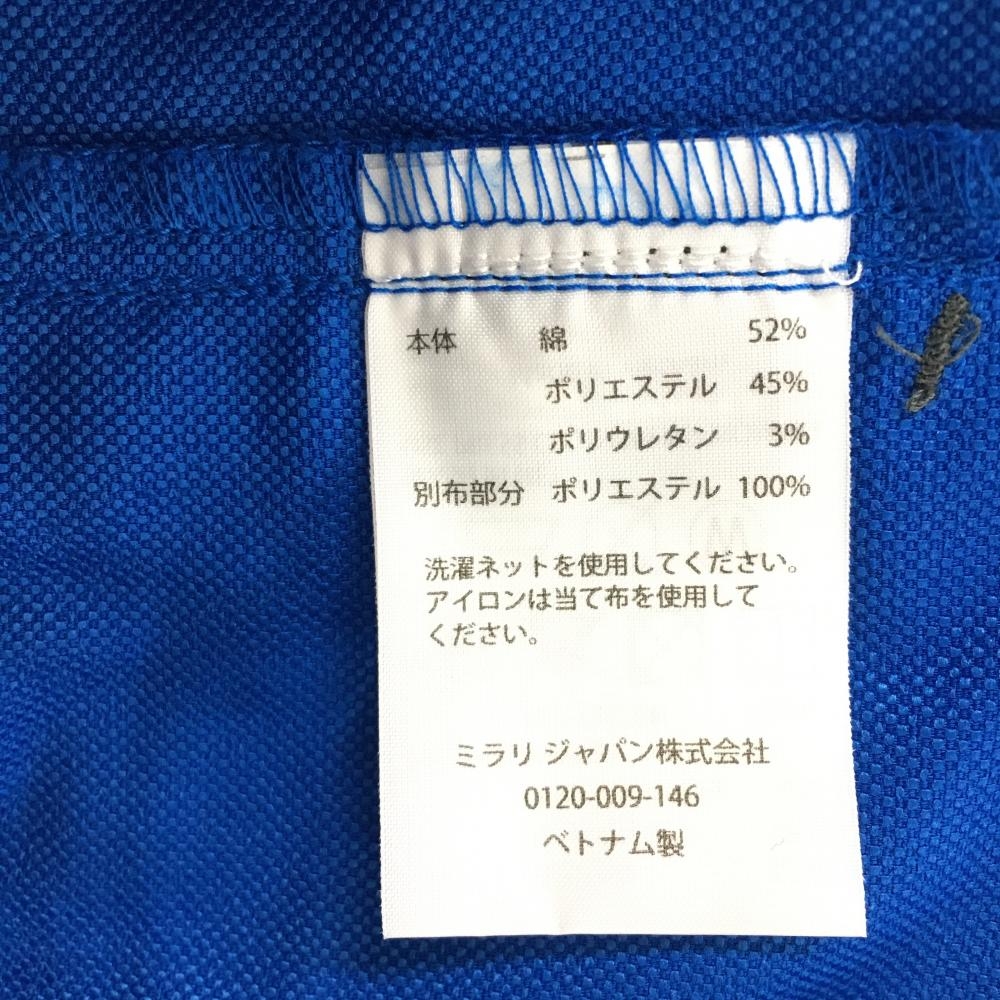 本体 綿 52%
ポリエステル 45%
ポリウレタン 3%
別布部分 ポリエステル 100%
洗濯ネットを使用してください。
アイロンは当て布を使用して
ください。
ミラリ ジャパン株式会社
0120-009-146
ベトナム製